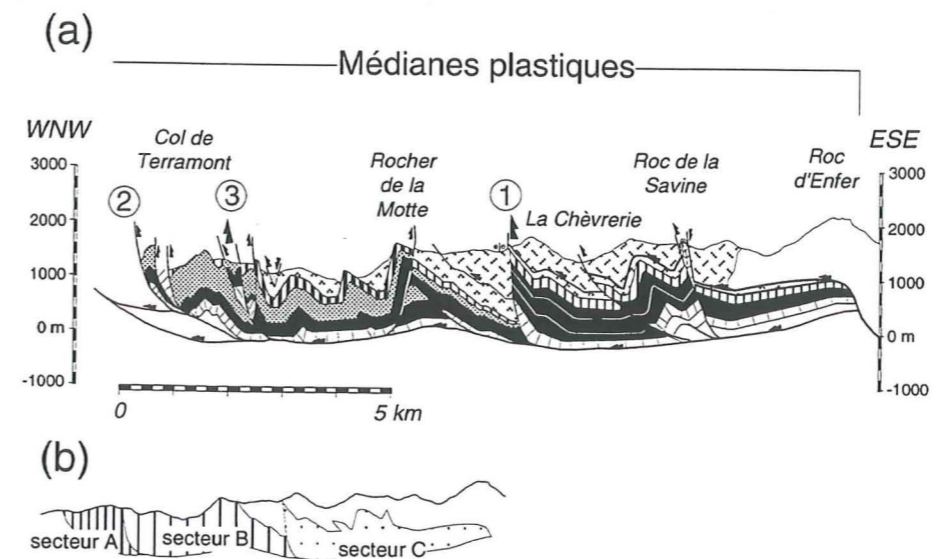 (a)
Médianes plastiques
WNW
ESE
Col de
Terramont
Rocher
de la
Motte
Roc de la
Savine
Roc
d'Enfer
La Chèvrerie
2
3
1
3000
2000
1000
0 m
-1000
3000
2000
1000
0 m
-1000
0
5 km
(b)
secteur A
secteur B
secteur C